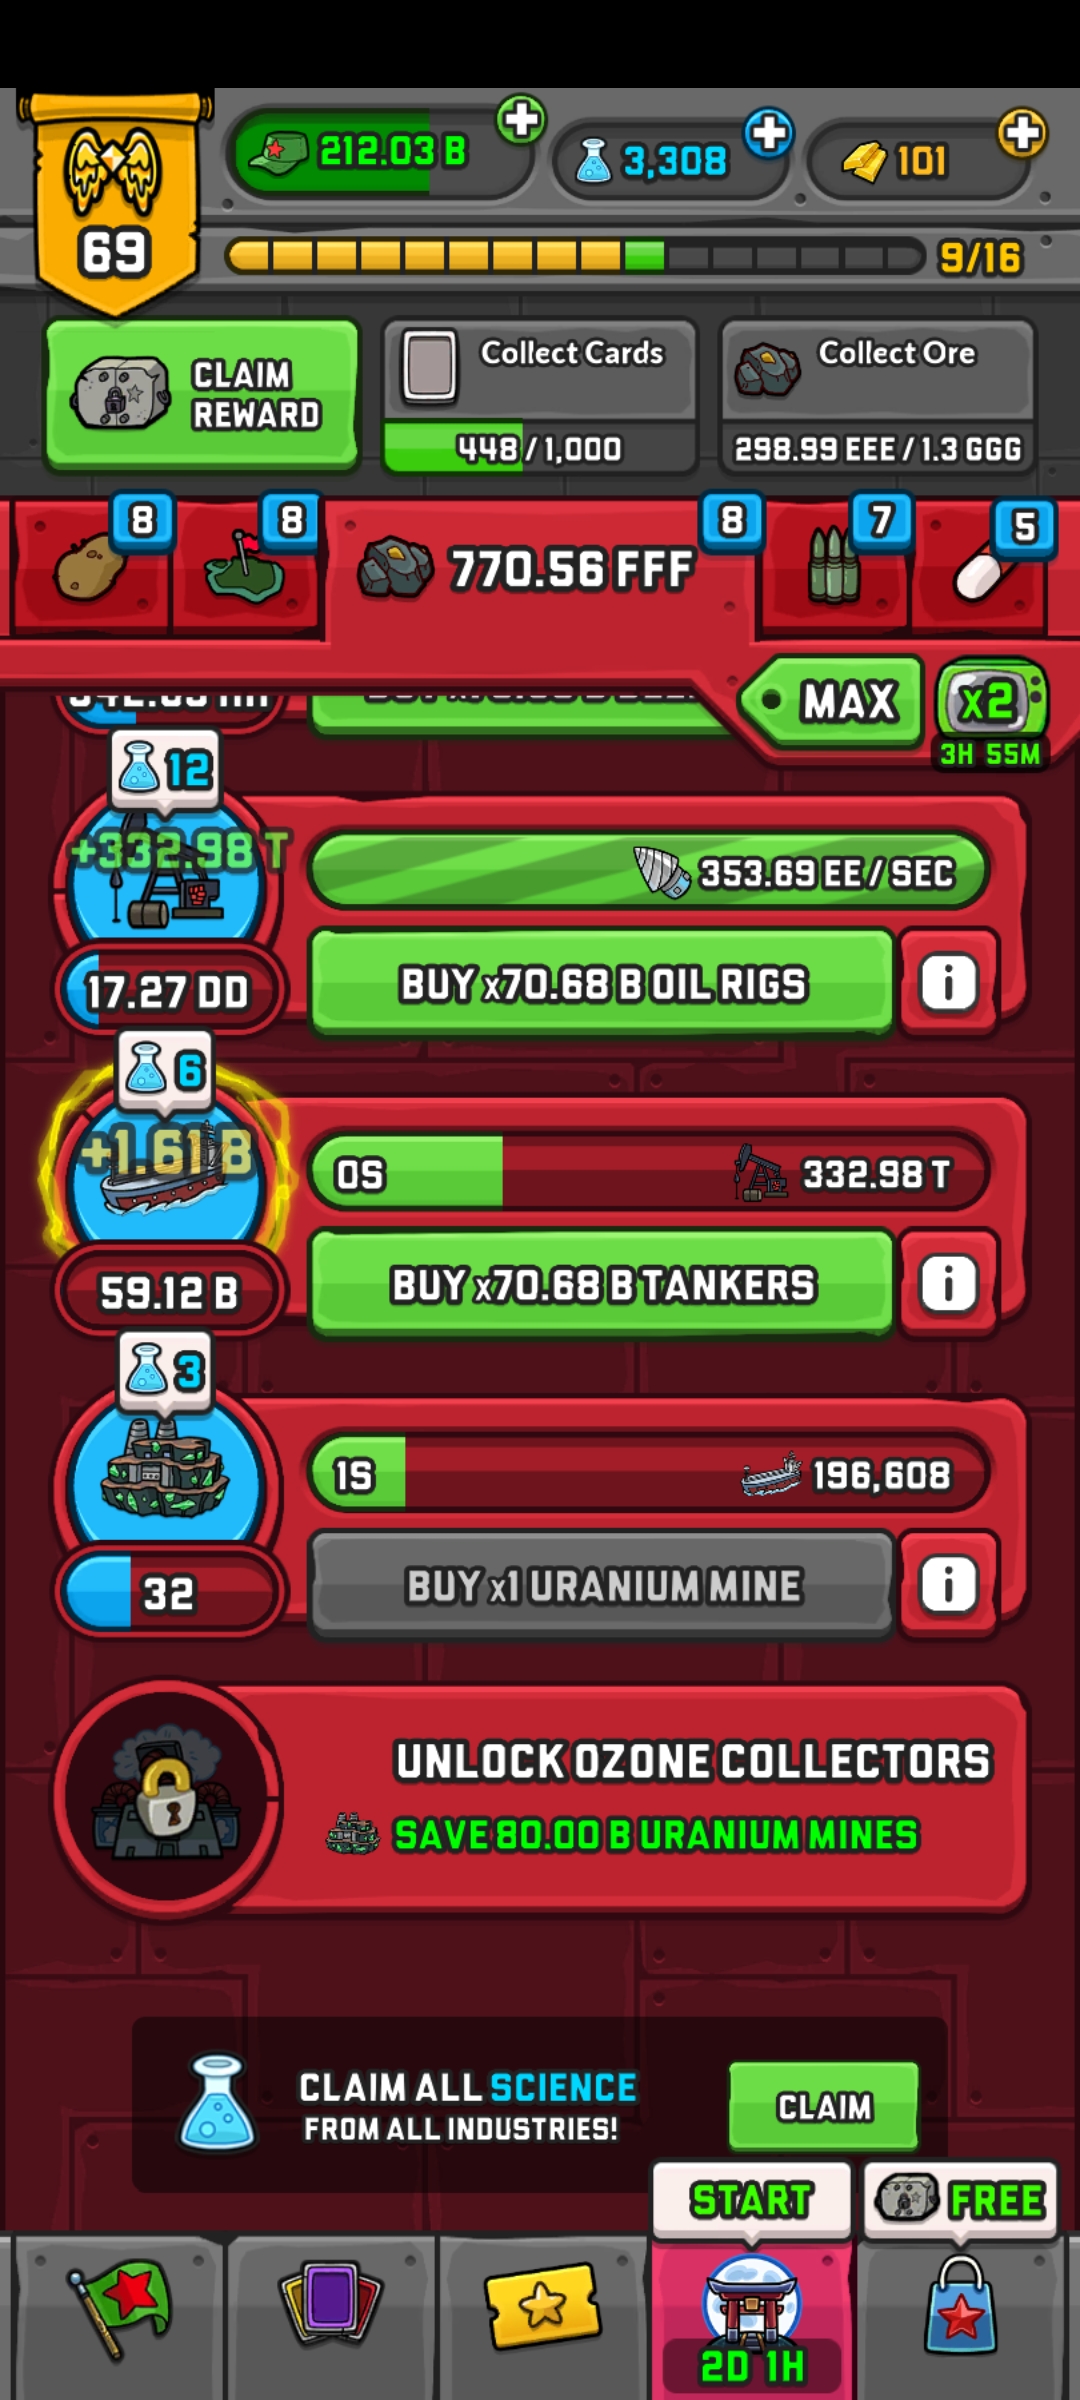 212.03 B
3,308
101
69
9/16
CLAIM
REWARD
Collect Cards
448/1,000
Collect Ore
298.99 EEE/1.3 GGG
8
8
770.56 FFF
8
7
5
MAX
x2
3H 55M
12
+332.98 T
353.69 EE/SEC
17.27 DD
BUY x70.68 B OIL RIGS
i
6
+1.61 B
0S
332.98 T
59.12 B
BUY x70.68 B TANKERS
i
3
1S
196,608
32
BUY x1 URANIUM MINE
i
UNLOCK OZONE COLLECTORS
SAVE 80.00 B URANIUM MINES
CLAIM ALL SCIENCE
FROM ALL INDUSTRIES!
CLAIM
START
FREE
2D 1H